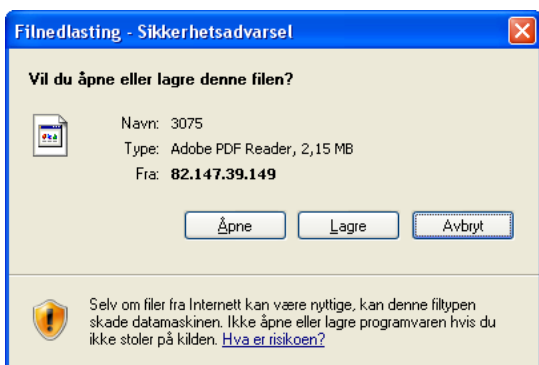 Filnedlasting - Sikkerhetsadvarsel
Vil du åpne eller lagre denne filen?
Navn: 3075
Type: Adobe PDF Reader, 2,15 MB
Fra: 82.147.39.149
Åpne Lagre Avbryt
Selv om filer fra Internett kan være nyttige, kan denne filtypen
skade datamaskinen. Ikke åpne eller lagre programvaren hvis du
ikke stoler på kilden. Hva er risikoen?